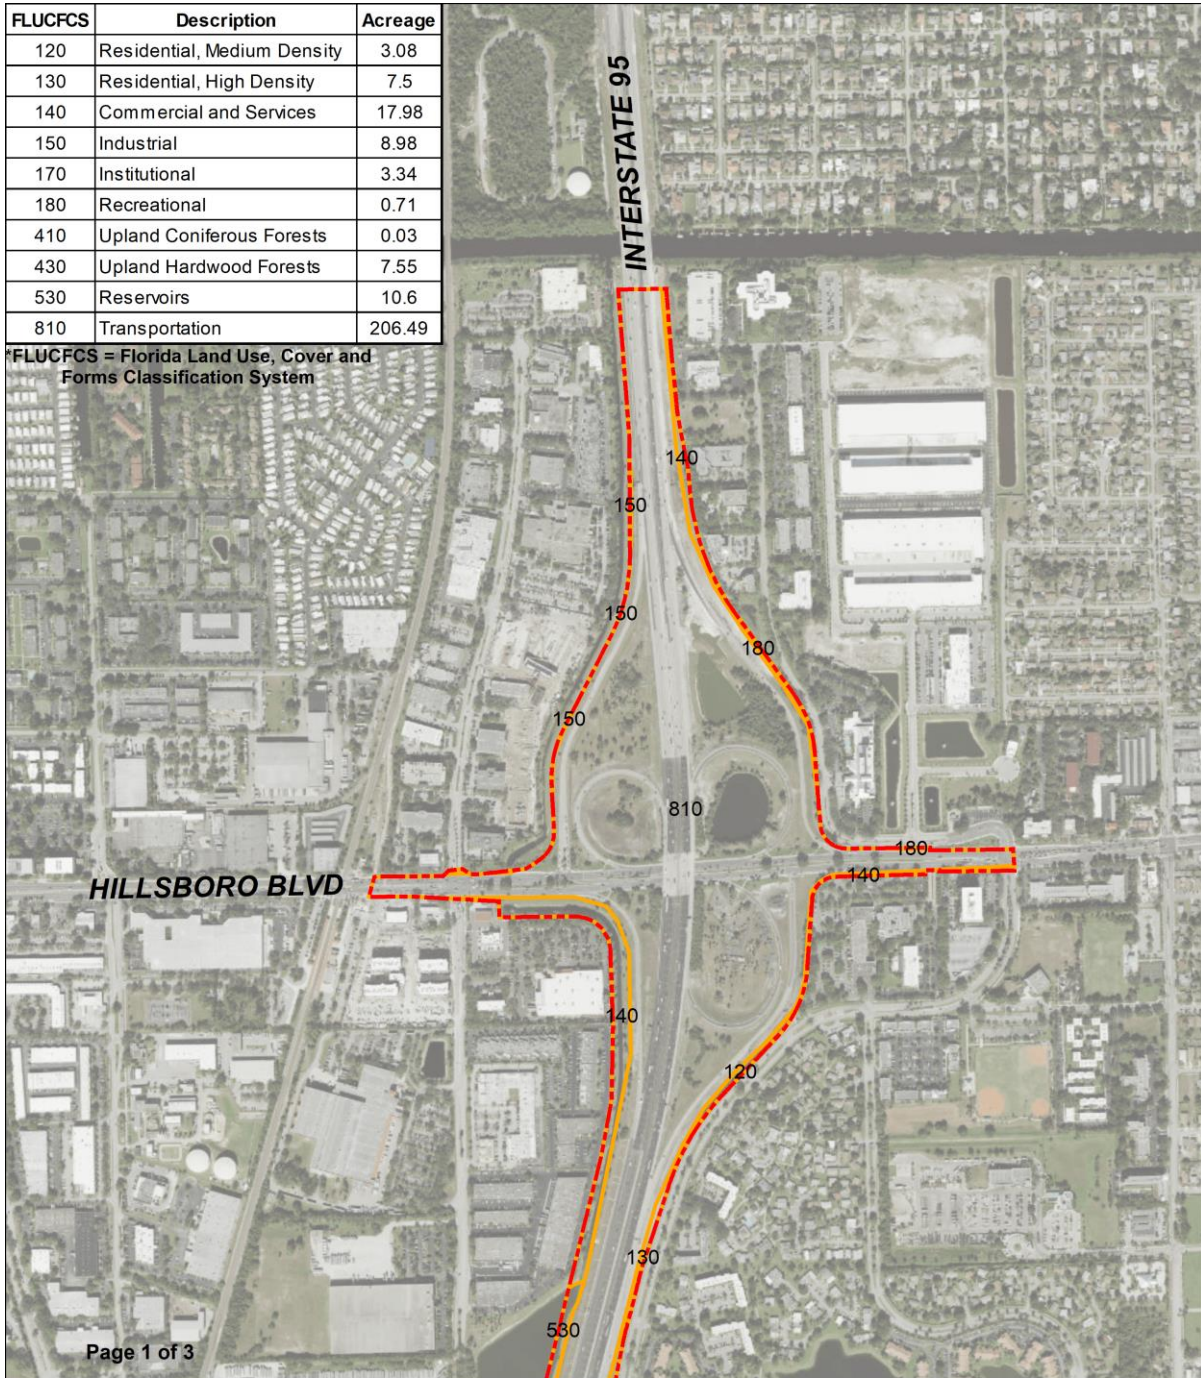 FLUCFCS Description Acreage
120 Residential, Medium Density 3.08
130 Residential, High Density 7.5
140 Commercial and Services 17.98
150 Industrial 8.98
170 Institutional 3.34
180 Recreational 0.71
410 Upland Coniferous Forests 0.03
430 Upland Hardwood Forests 7.55
530 Reservoirs 10.6
810 Transportation 206.49
*FLUCFCS = Florida Land Use, Cover and
Forms Classification System
INTERSTATE 95
140
150
150
180
150
810
180
140
HILLSBORO BLVD
140
120
130
530
Page 1 of 3